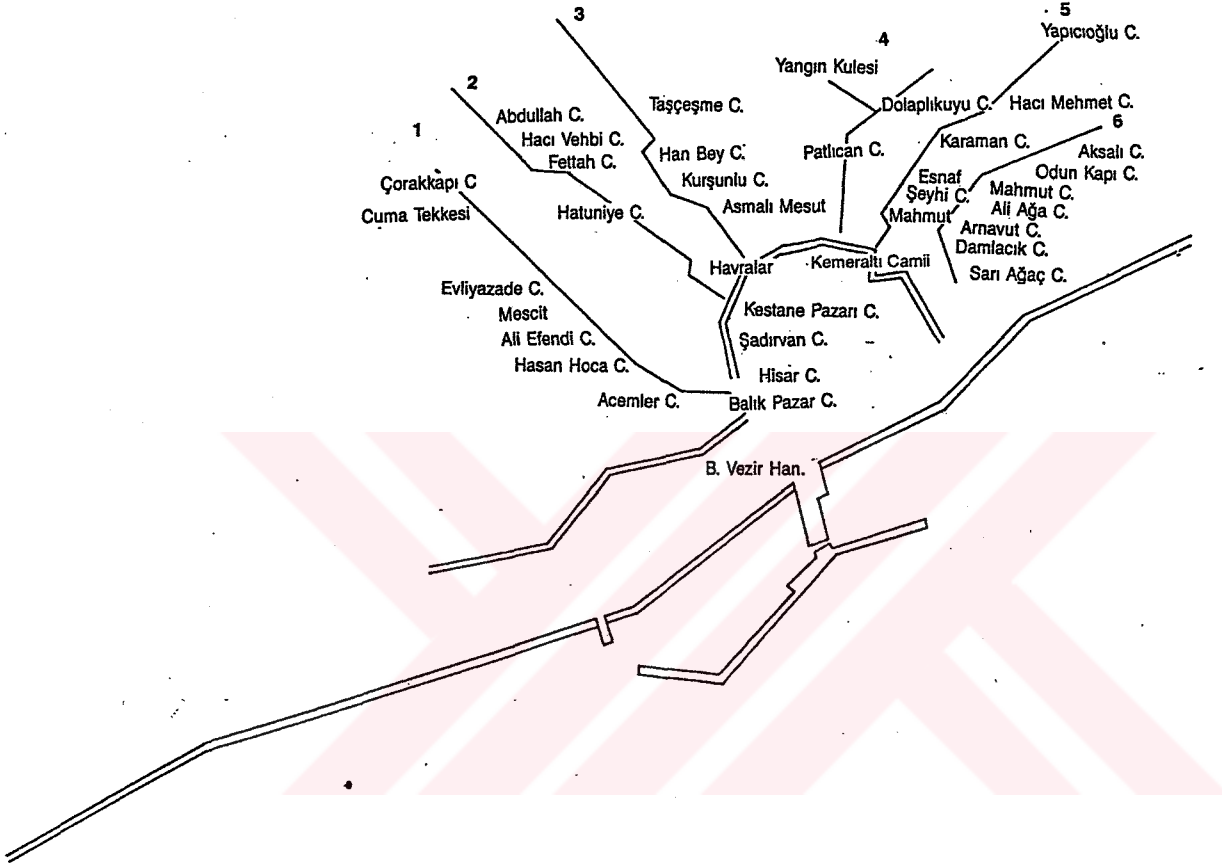 3
5
Yapıcıoğlu C.
4
Yangın Kulesi
2
Taşçeşme C.
Dolaplıkuyu C.
Hacı Mehmet C.
Abdullah C.
6
1
Hacı Vehbi C.
Karaman C.
Fettah C.
Han Bey C.
Patlıcan C.
Aksalı C.
Çorakkapı C
Kurşunlu C.
Esnaf
Şeyhi C.
Odun Kapı C.
Cuma Tekkesi
Hatuniye C.
Asmalı Mesut
Mahmut
Mahmut C.
Ali Ağa C.
Arnavut C.
Damlacık C.
Havralar
Kemeraltı Camii
Sarı Ağaç C.
Evliyazade C.
Mescit
Kestane Pazarı C.
Ali Efendi C.
Şadırvan C.
Hasan Hoca C.
Hisar C.
Acemler C.
Balık Pazar C.
B. Vezir Han.